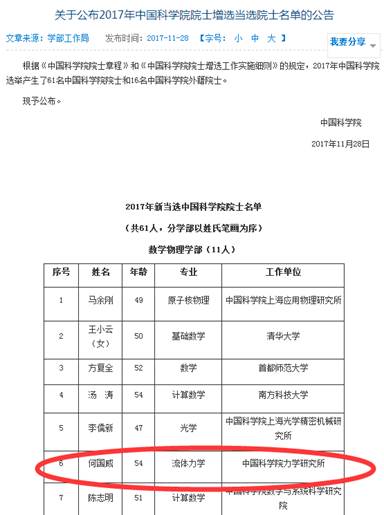 关于公布2017年中国科学院院士增选当选院士名单的公告
文章来源：学部工作局 发布时间：2017-11-28 【字号： 小 中 大 】 我要分享
根据《中国科学院院士章程》和《中国科学院院士增选工作实施细则》的规定，2017年中国科学院
选举产生了61名中国科学院院士和16名中国科学院外籍院士。
现予公布。
中国科学院
2017年11月28日
2017年新当选中国科学院院士名单
（共61人，分学部以姓氏笔画为序）
数学物理学部（11人）
序号 姓名 年龄 专业 工作单位
1 马余刚 49 原子核物理 中国科学院上海应用物理研究所
2 王小云（女） 50 基础数学 清华大学
3 方复全 52 数学 首都师范大学
4 汤 涛 54 计算数学 南方科技大学
5 李儒新 47 光学 中国科学院上海光学精密机械研究所
6 何国威 54 流体力学 中国科学院力学研究所
7 陈志明 51 计算数学 中国科学院数学与系统科学研究院